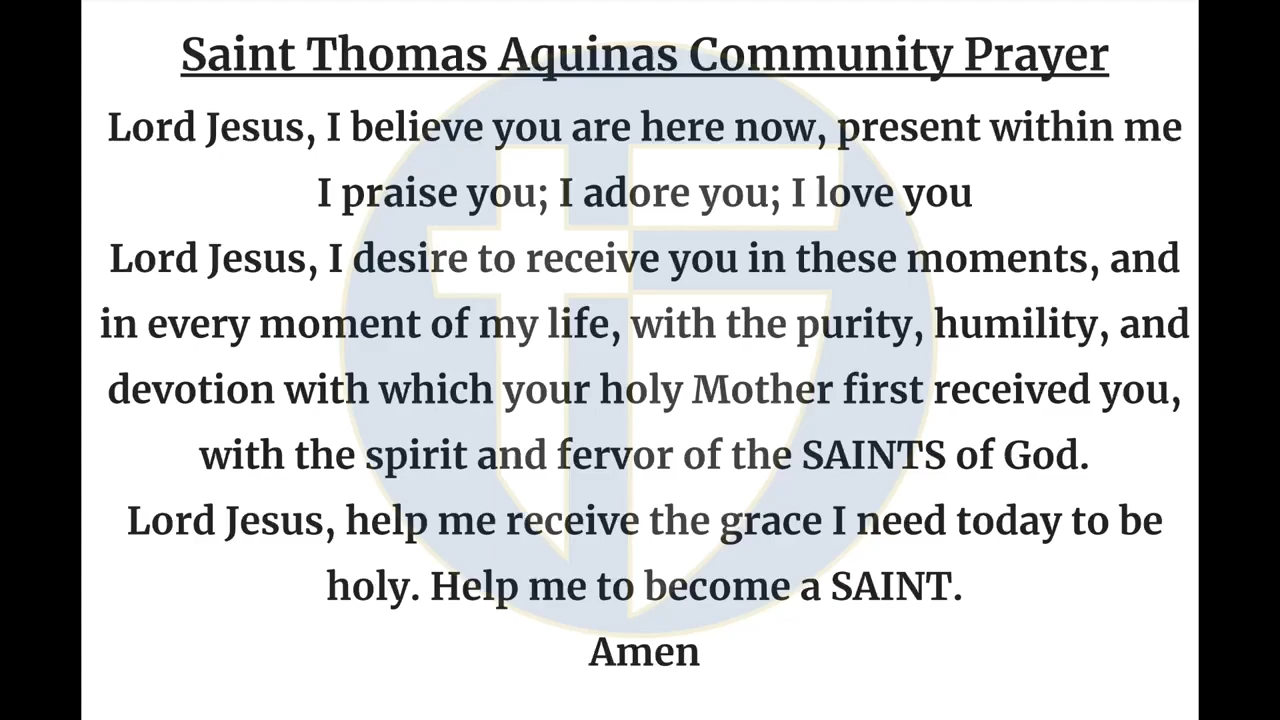 Saint Thomas Aquinas Community Prayer
Lord Jesus, I believe you are here now, present within me
I praise you; I adore you; I love you
Lord Jesus, I desire to receive you in these moments, and
in every moment of my life, with the purity, humility, and
devotion with which your holy Mother first received you,
with the spirit and fervor of the SAINTS of God.
Lord Jesus, help me receive the grace I need today to be
holy. Help me to become a SAINT.
Amen